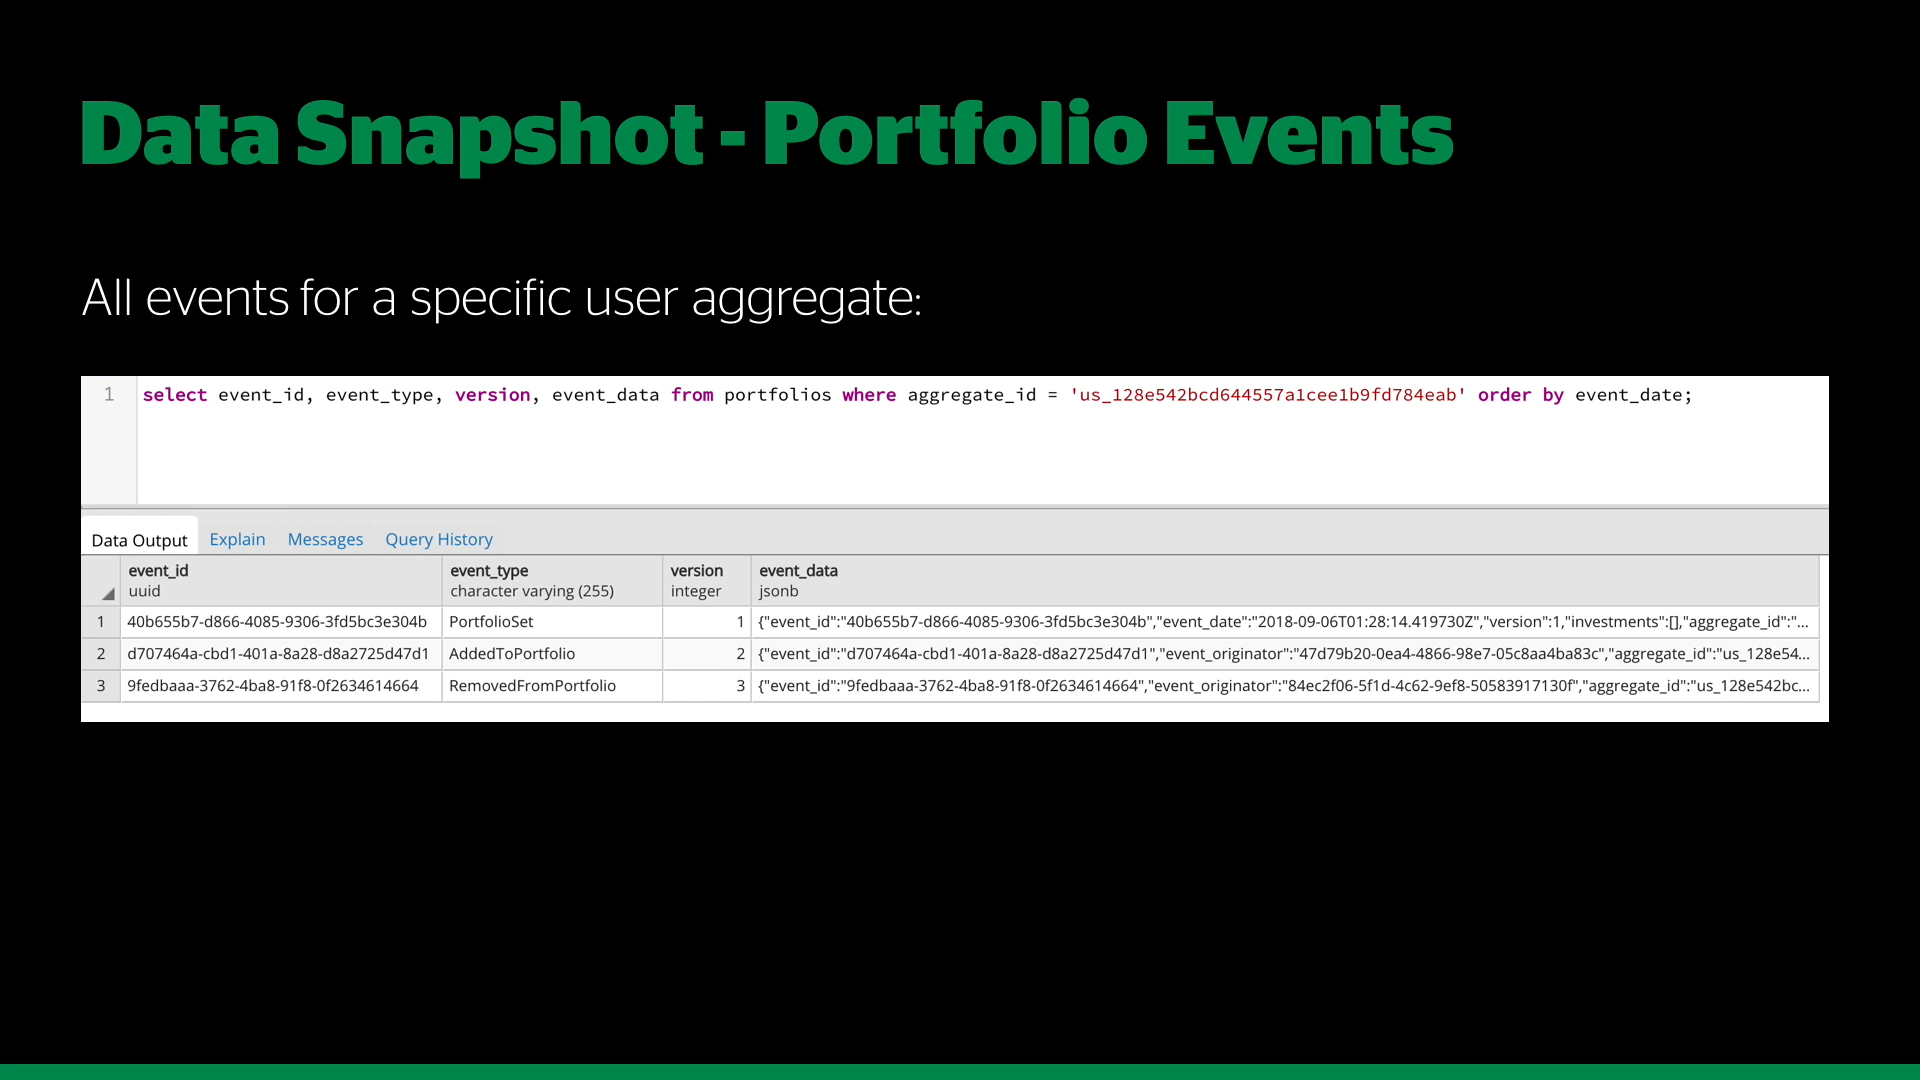 Data Snapshot - Portfolio Events
All events for a specific user aggregate:
1 select event_id, event_type, version, event_data from portfolios where aggregate_id = 'us_128e542bcd644557a1cee1b9fd784eab' order by event_date;
Data Output Explain Messages Query History
event_id event_type version event_data
uuid character varying (255) integer jsonb
1 40b655b7-d866-4085-9306-3fd5bc3e304b PortfolioSet 1 {"event_id":"40b655b7-d866-4085-9306-3fd5bc3e304b","event_date":"2018-09-06T01:28:14.419730Z","version":1,"investments":[],"aggregate_id":"...
2 d707464a-cbd1-401a-8a28-d8a2725d47d1 AddedToPortfolio 2 {"event_id":"d707464a-cbd1-401a-8a28-d8a2725d47d1","event_originator":"47d79b20-0ea4-4866-98e7-05c8aa4ba83c","aggregate_id":"us_128e54...
3 9fedbaaa-3762-4ba8-91f8-0f2634614664 RemovedFromPortfolio 3 {"event_id":"9fedbaaa-3762-4ba8-91f8-0f2634614664","event_originator":"84ec2f06-5f1d-4c62-9ef8-50583917130f","aggregate_id":"us_128e542bc...